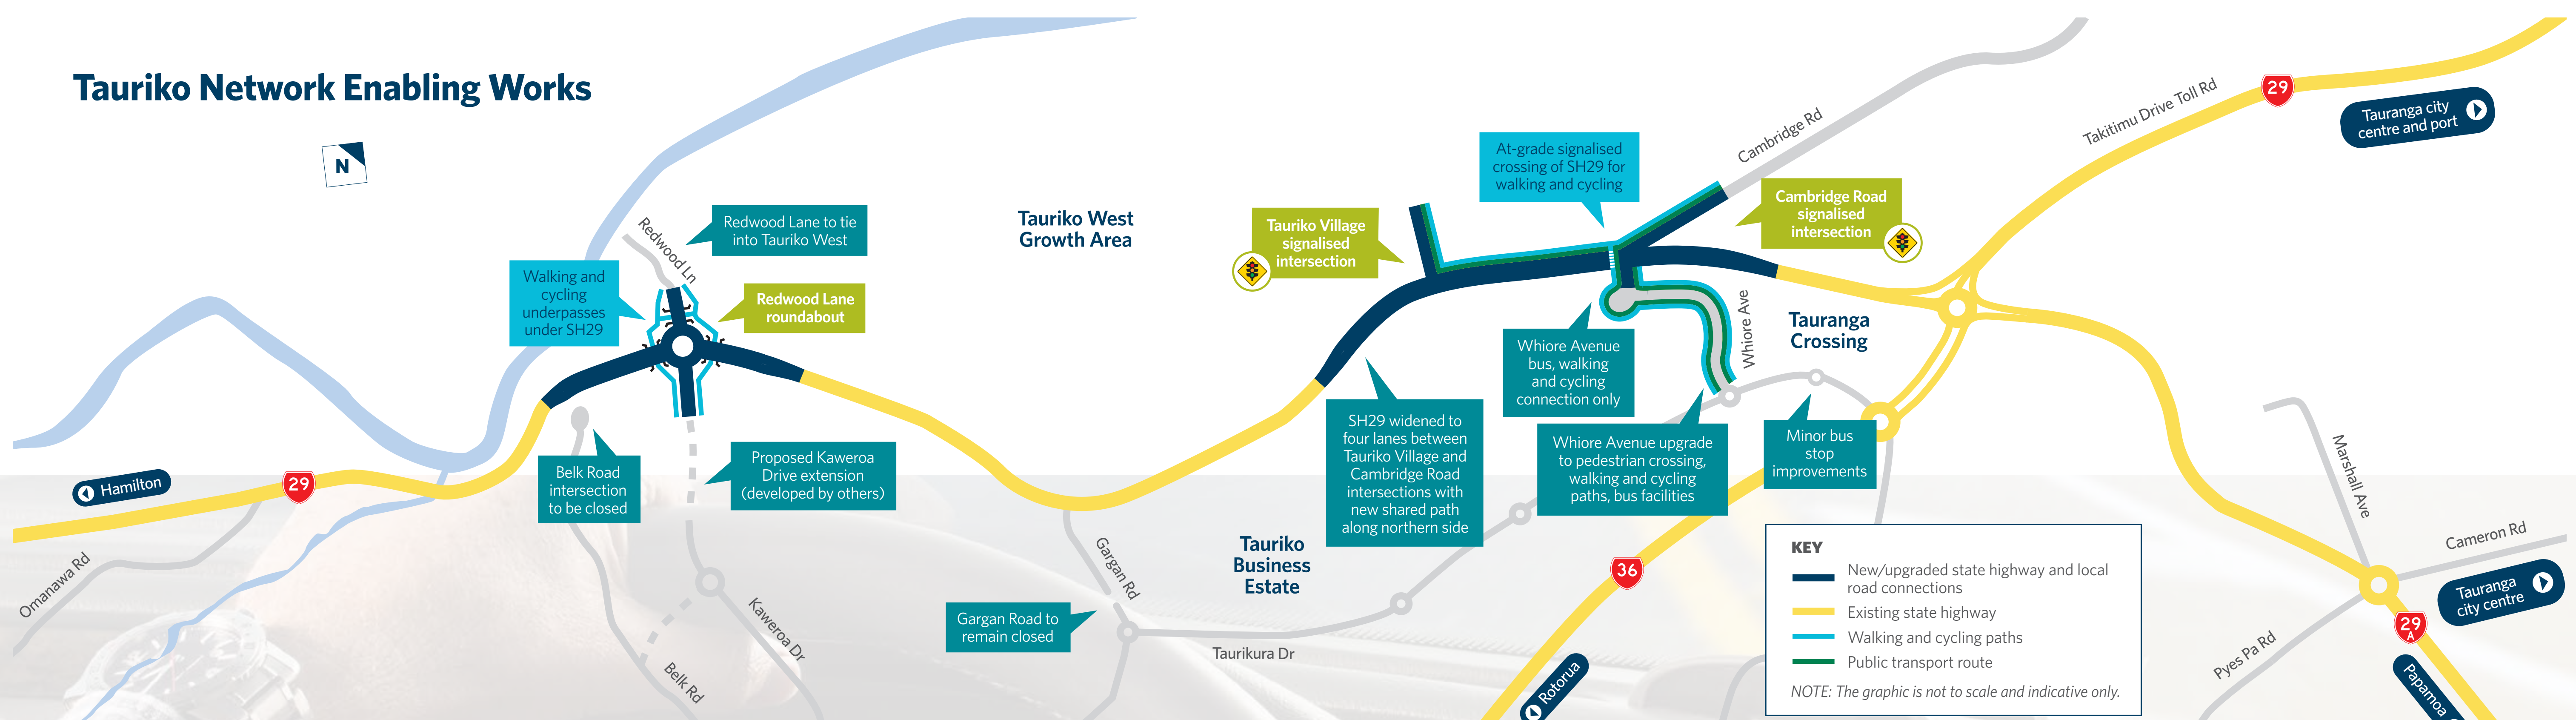 Tauriko Network Enabling Works
N
Redwood Ln
Redwood Lane to tie
into Tauriko West
Walking and
cycling
underpasses
under SH29
Redwood Lane
roundabout
Tauriko West
Growth Area
Tauriko Village
signalised
intersection
At-grade signalised
crossing of SH29 for
walking and cycling
Cambridge Rd
Cambridge Road
signalised
intersection
Takitimu Drive Toll Rd
29
Tauranga city
centre and port
Whiore Ave
Tauranga
Crossing
Whiore Avenue
bus, walking
and cycling
connection only
SH29 widened to
four lanes between
Tauriko Village and
Cambridge Road
intersections with
new shared path
along northern side
Whiore Avenue upgrade
to pedestrian crossing,
walking and cycling
paths, bus facilities
Minor bus
stop
improvements
Hamilton
29
Omanawa Rd
Belk Road
intersection
to be closed
Proposed Kaweroa
Drive extension
(developed by others)
Kaweroa Dr
Belk Rd
Gargan Rd
Gargan Road to
remain closed
Tauriko
Business
Estate
Taurikura Dr
36
Rotorua
Marshall Ave
Cameron Rd
Tauranga
city centre
29
A
Pyes Pa Rd
Papamoa
KEY
New/upgraded state highway and local
road connections
Existing state highway
Walking and cycling paths
Public transport route
NOTE: The graphic is not to scale and indicative only.